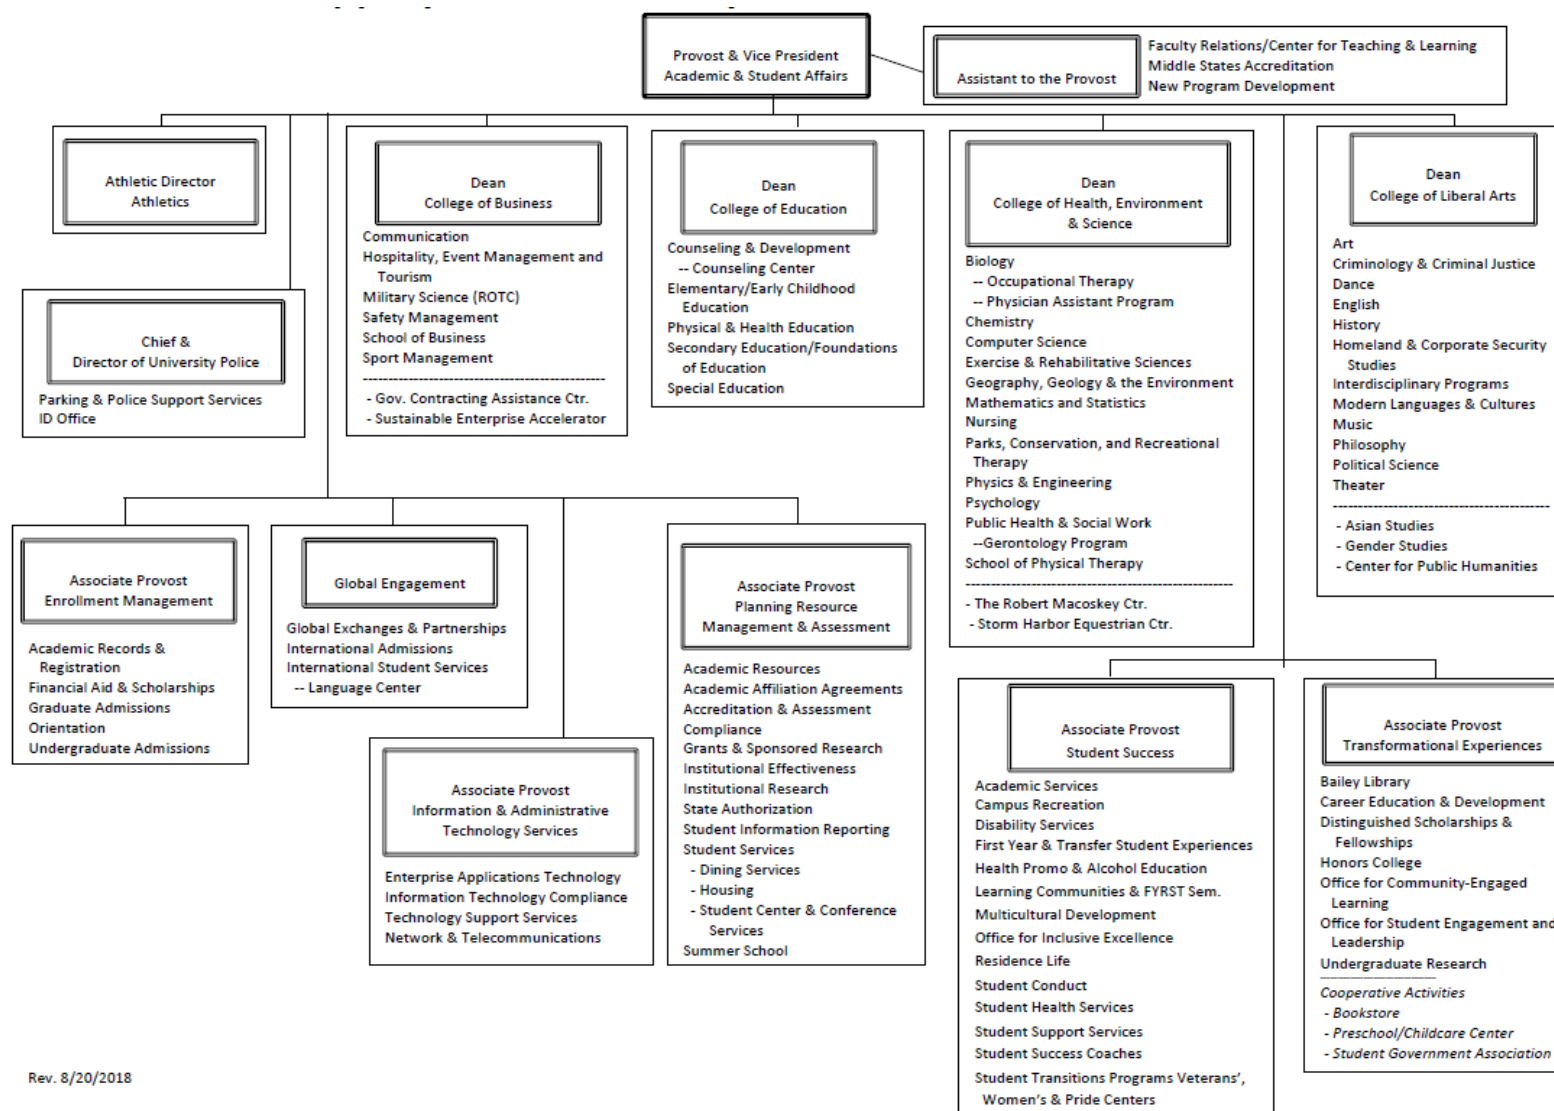 Provost & Vice President
Academic & Student Affairs
Assistant to the Provost
Faculty Relations/Center for Teaching & Learning
Middle States Accreditation
New Program Development
Athletic Director
Athletics
Chief &
Director of University Police
Parking & Police Support Services
ID Office
Dean
College of Business
Communication
Hospitality, Event Management and
Tourism
Military Science (ROTC)
Safety Management
School of Business
Sport Management
- Gov. Contracting Assistance Ctr.
- Sustainable Enterprise Accelerator
Dean
College of Education
Counseling & Development
-- Counseling Center
Elementary/Early Childhood
Education
Physical & Health Education
Secondary Education/Foundations
of Education
Special Education
Dean
College of Health, Environment
& Science
Biology
-- Occupational Therapy
-- Physician Assistant Program
Chemistry
Computer Science
Exercise & Rehabilitative Sciences
Geography, Geology & the Environment
Mathematics and Statistics
Nursing
Parks, Conservation, and Recreational
Therapy
Physics & Engineering
Psychology
Public Health & Social Work
--Gerontology Program
School of Physical Therapy
- The Robert Macoskey Ctr.
- Storm Harbor Equestrian Ctr.
Dean
College of Liberal Arts
Art
Criminology & Criminal Justice
Dance
English
History
Homeland & Corporate Security
Studies
Interdisciplinary Programs
Modern Languages & Cultures
Music
Philosophy
Political Science
Theater
- Asian Studies
- Gender Studies
- Center for Public Humanities
Associate Provost
Enrollment Management
Academic Records &
Registration
Financial Aid & Scholarships
Graduate Admissions
Orientation
Undergraduate Admissions
Global Engagement
Global Exchanges & Partnerships
International Admissions
International Student Services
-- Language Center
Associate Provost
Information & Administrative
Technology Services
Enterprise Applications Technology
Information Technology Compliance
Technology Support Services
Network & Telecommunications
Associate Provost
Planning Resource
Management & Assessment
Academic Resources
Academic Affiliation Agreements
Accreditation & Assessment
Compliance
Grants & Sponsored Research
Institutional Effectiveness
Institutional Research
State Authorization
Student Information Reporting
Student Services
- Dining Services
- Housing
- Student Center & Conference
Services
Summer School
Associate Provost
Student Success
Academic Services
Campus Recreation
Disability Services
First Year & Transfer Student Experiences
Health Promo & Alcohol Education
Learning Communities & FYRST Sem.
Multicultural Development
Office for Inclusive Excellence
Residence Life
Student Conduct
Student Health Services
Student Support Services
Student Success Coaches
Student Transitions Programs Veterans',
Women's & Pride Centers
Associate Provost
Transformational Experiences
Bailey Library
Career Education & Development
Distinguished Scholarships &
Fellowships
Honors College
Office for Community-Engaged
Learning
Office for Student Engagement and
Leadership
Undergraduate Research
Cooperative Activities
- Bookstore
- Preschool/Childcare Center
- Student Government Association
Rev. 8/20/2018